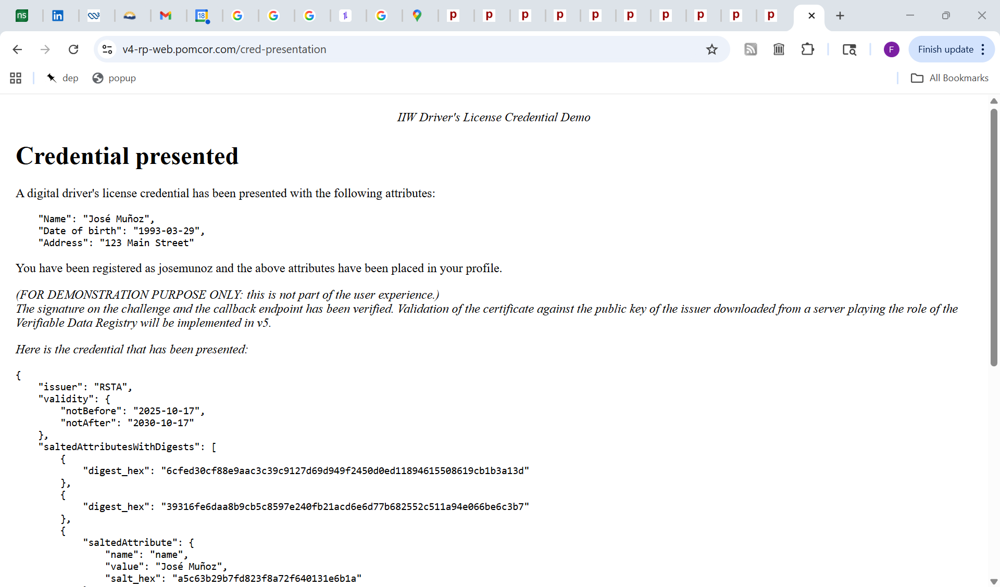 ns
in
18
v4-rp-web.pomcor.com/cred-presentation
F
Finish update
dep
popup
All Bookmarks
IIW Driver's License Credential Demo
Credential presented
A digital driver's license credential has been presented with the following attributes:
"Name": "José Muñoz",
"Date of birth": "1993-03-29",
"Address": "123 Main Street"
You have been registered as josemunoz and the above attributes have been placed in your profile.
(FOR DEMONSTRATION PURPOSE ONLY: this is not part of the user experience.)
The signature on the challenge and the callback endpoint has been verified. Validation of the certificate against the public key of the issuer downloaded from a server playing the role of the
Verifiable Data Registry will be implemented in v5.
Here is the credential that has been presented:
{
"issuer": "RSTA",
"validity": {
"notBefore": "2025-10-17",
"notAfter": "2030-10-17"
},
"saltedAttributesWithDigests": [
{
"digest_hex": "6cfed30cf88e9aac3c39c9127d69d949f2450d0ed11894615508619cb1b3a13d"
},
{
"digest_hex": "39316fe6daa8b9cb5c8597e240fb21acd6e6d77b682552c511a94e066be6c3b7"
},
{
"saltedAttribute": {
"name": "name",
"value": "José Muñoz",
"salt_hex": "a5c63b29b7fd823f8a72f640131e6b1a"